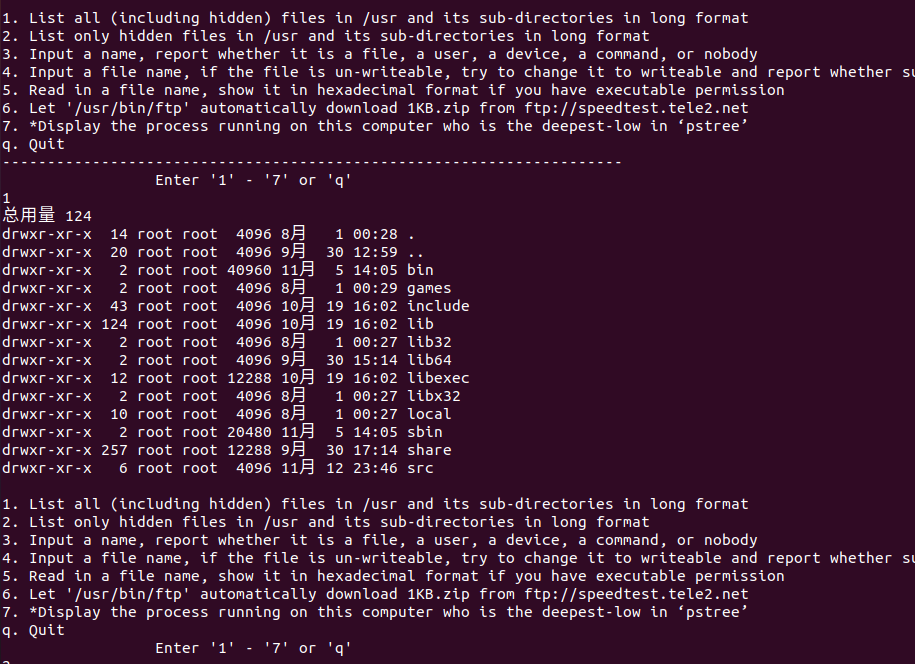 1. List all (including hidden) files in /usr and its sub-directories in long format
2. List only hidden files in /usr and its sub-directories in long format
3. Input a name, report whether it is a file, a user, a device, a command, or nobody
4. Input a file name, if the file is un-writeable, try to change it to writeable and report whether su
5. Read in a file name, show it in hexadecimal format if you have executable permission
6. Let '/usr/bin/ftp' automatically download 1KB.zip from ftp://speedtest.tele2.net
7. *Display the process running on this computer who is the deepest-low in ‘pstree’
q. Quit
---------------------------------------------------------------------
Enter '1' - '7' or 'q'
1
总用量 124
drwxr-xr-x  14 root root  4096 8月   1 00:28 .
drwxr-xr-x  20 root root  4096 9月  30 12:59 ..
drwxr-xr-x   2 root root 40960 11月  5 14:05 bin
drwxr-xr-x   2 root root  4096 8月   1 00:29 games
drwxr-xr-x  43 root root  4096 10月 19 16:02 include
drwxr-xr-x 124 root root  4096 10月 19 16:02 lib
drwxr-xr-x   2 root root  4096 8月   1 00:27 lib32
drwxr-xr-x   2 root root  4096 9月  30 15:14 lib64
drwxr-xr-x  12 root root 12288 10月 19 16:02 libexec
drwxr-xr-x   2 root root  4096 8月   1 00:27 libx32
drwxr-xr-x  10 root root  4096 8月   1 00:27 local
drwxr-xr-x   2 root root 20480 11月  5 14:05 sbin
drwxr-xr-x 257 root root 12288 9月  30 17:14 share
drwxr-xr-x   6 root root  4096 11月 12 23:46 src
1. List all (including hidden) files in /usr and its sub-directories in long format
2. List only hidden files in /usr and its sub-directories in long format
3. Input a name, report whether it is a file, a user, a device, a command, or nobody
4. Input a file name, if the file is un-writeable, try to change it to writeable and report whether su
5. Read in a file name, show it in hexadecimal format if you have executable permission
6. Let '/usr/bin/ftp' automatically download 1KB.zip from ftp://speedtest.tele2.net
7. *Display the process running on this computer who is the deepest-low in ‘pstree’
q. Quit
Enter '1' - '7' or 'q'